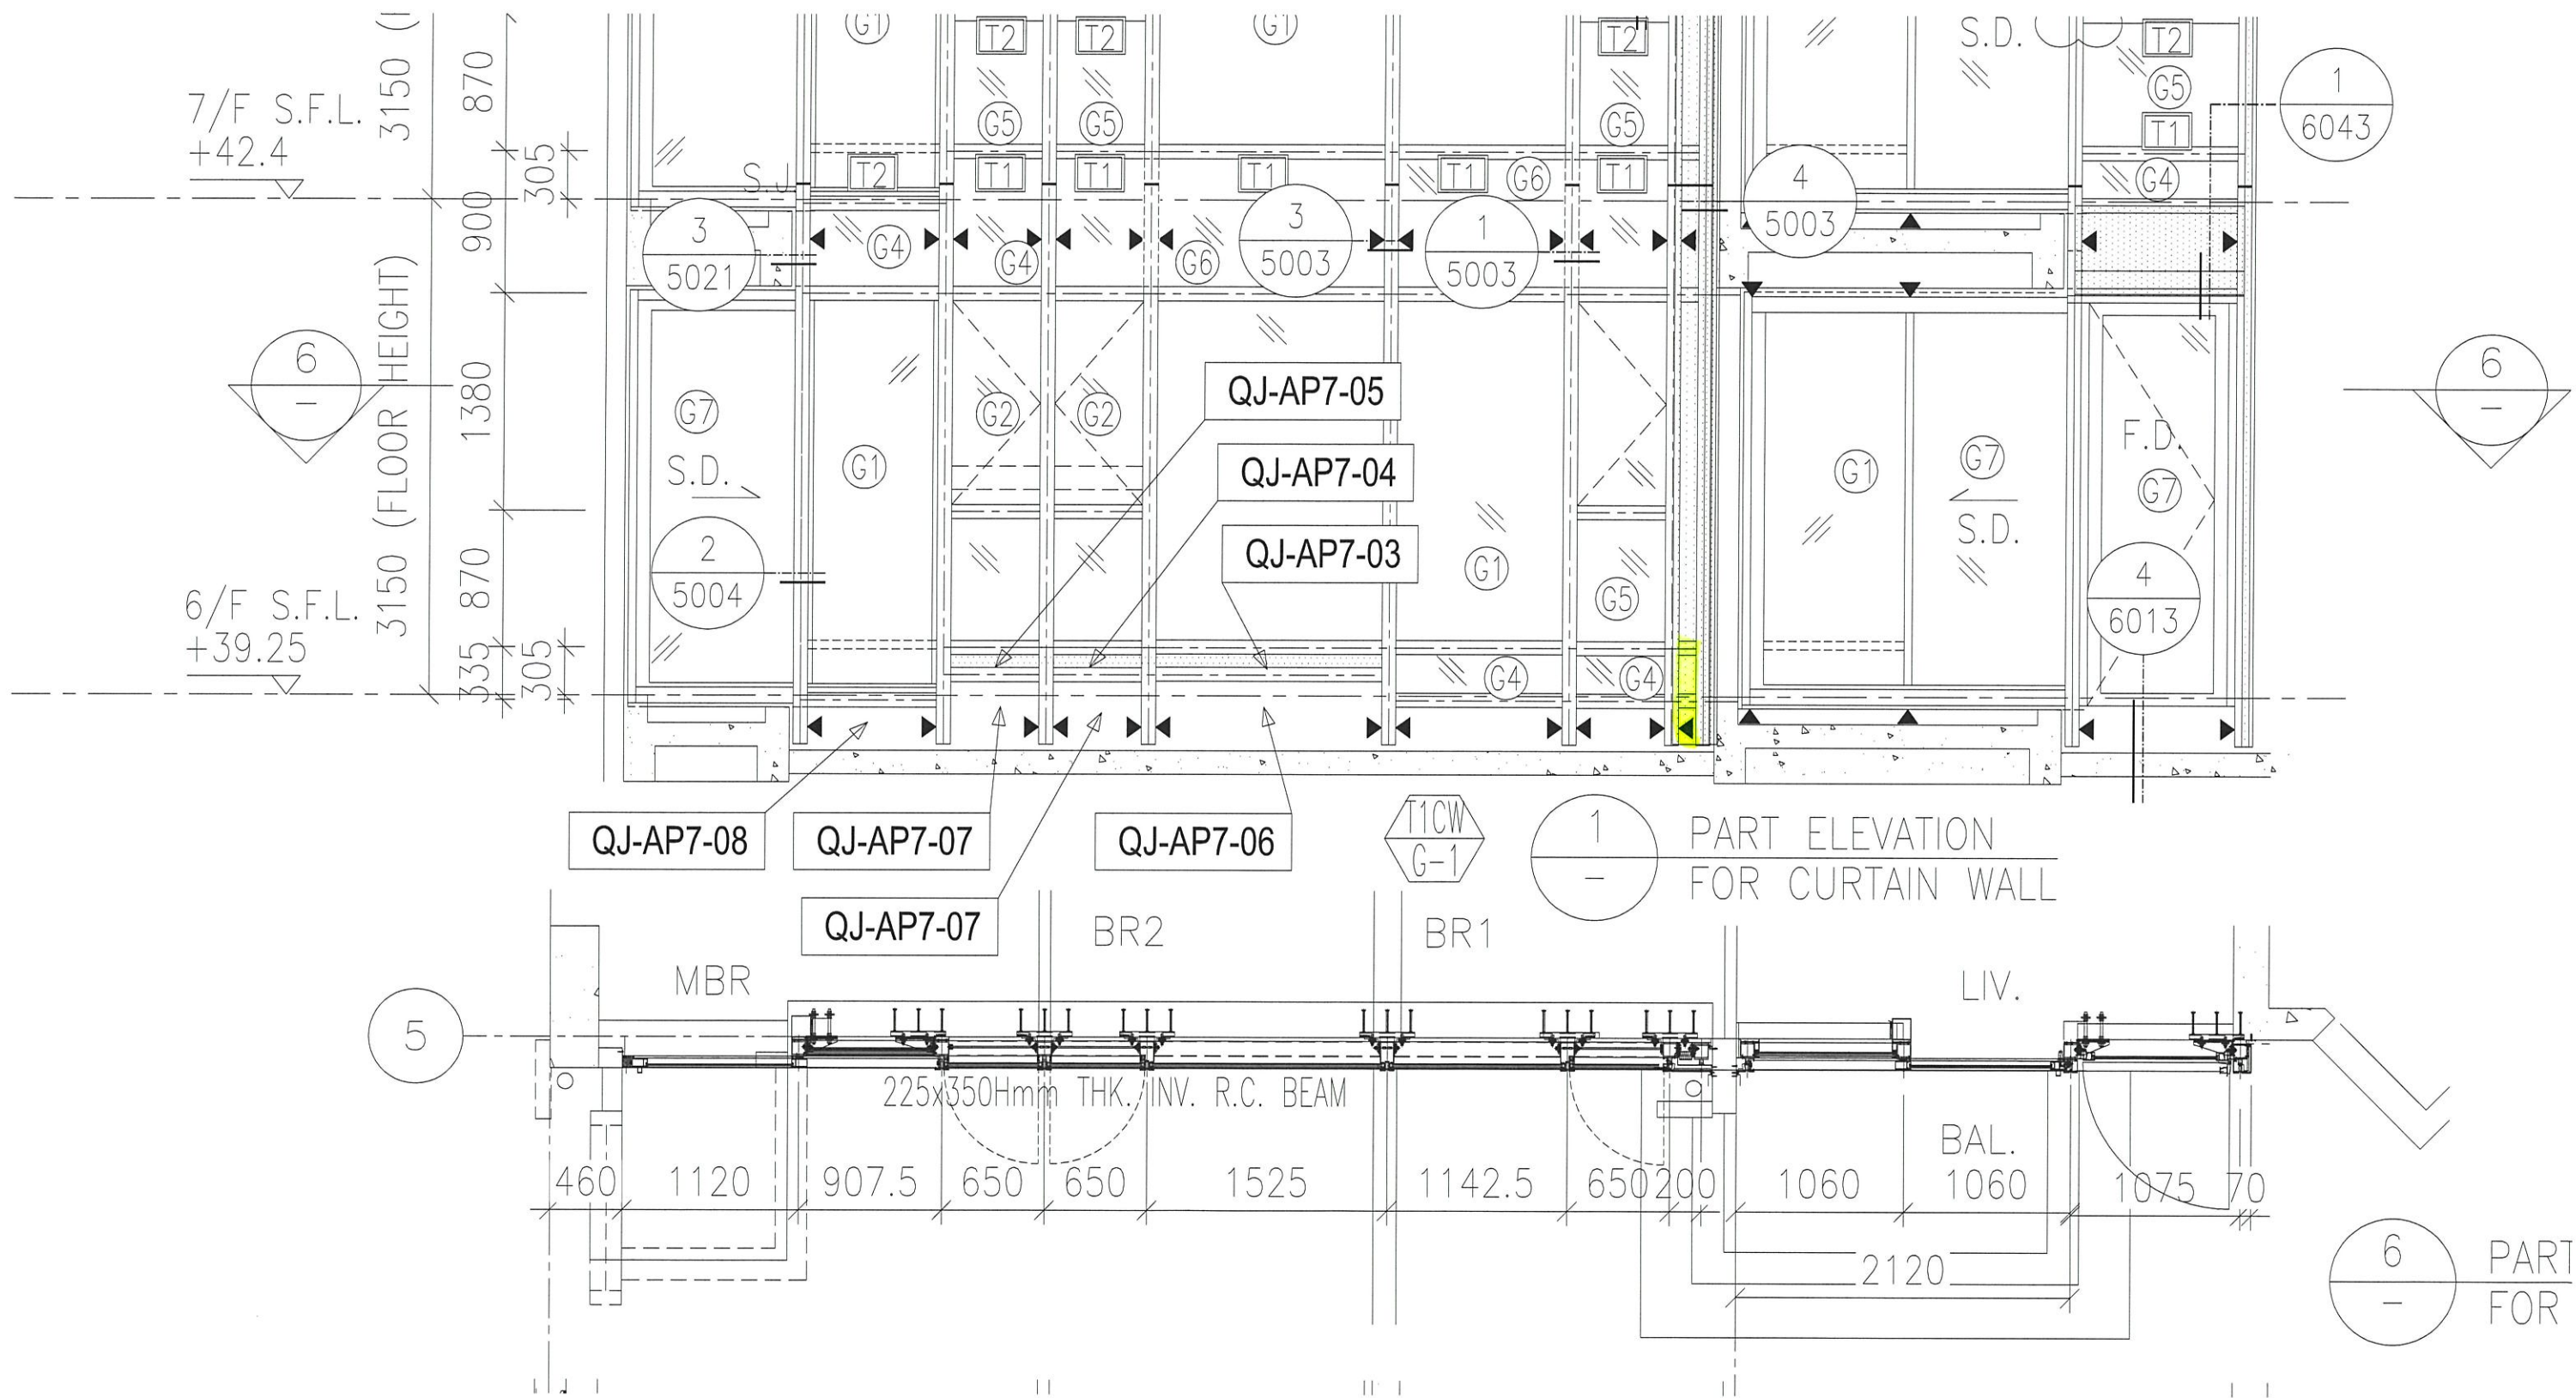 G1
T2
T2
G1
T2
S.D.
T2
870
3150
G5
1
6043
7/F S.F.L.
+42.4
G5
G5
G5
T1
305
T2
T1
T1
T1
T1
G6
T1
G4
900
3
5021
G4
G4
G6
3
5003
1
5003
4
5003
6
–
3150 (FLOOR HEIGHT)
1380
G7
S.D.
G1
G2
G2
QJ-AP7-05
QJ-AP7-04
QJ-AP7-03
G1
G1
G7
S.D.
F.D.
G7
6
–
2
5004
G5
4
6013
6/F S.F.L.
+39.25
870
335
305
G4
G4
QJ-AP7-08
QJ-AP7-07
QJ-AP7-06
T1CW
G-1
1
–
PART ELEVATION
FOR CURTAIN WALL
QJ-AP7-07
BR2
BR1
MBR
LIV.
5
225x350Hmm THK. INV. R.C. BEAM
BAL.
460
1120
907.5
650
650
1525
1142.5
650
200
1060
1060
1075
70
2120
6
–
PART
FOR